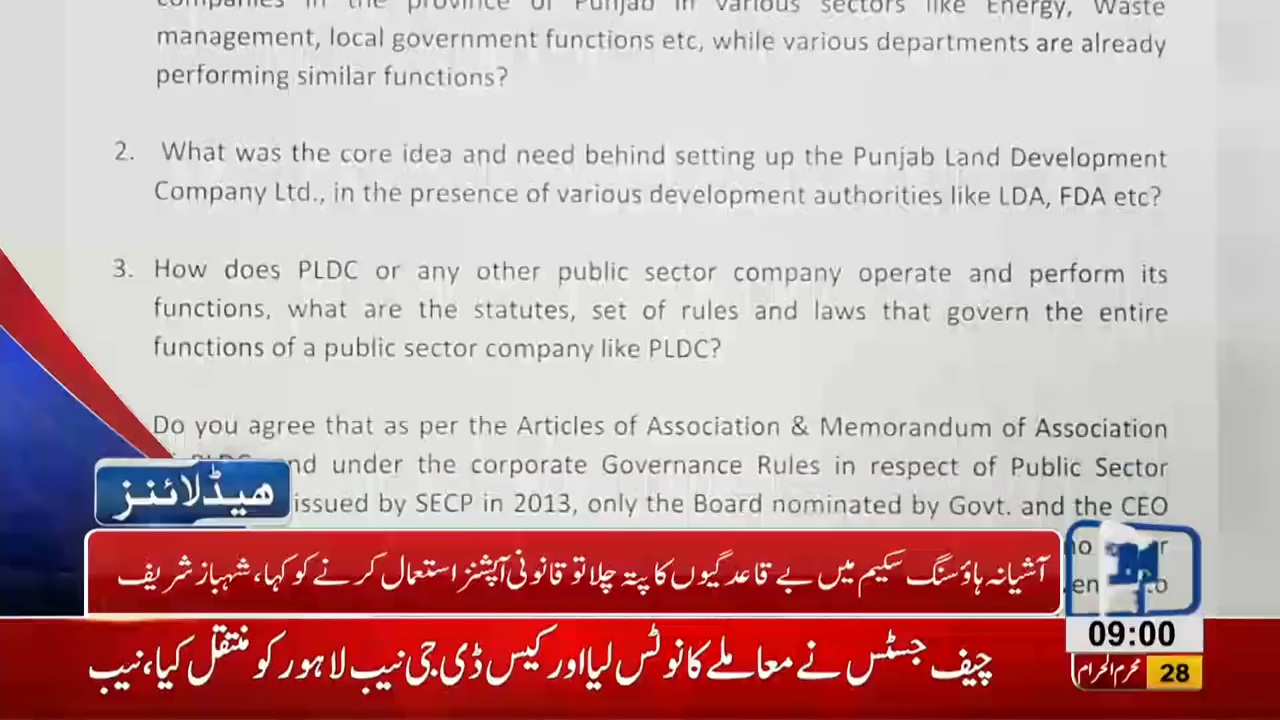 companies in the province of Punjab in various sectors like Energy, Waste
management, local government functions etc, while various departments are already
performing similar functions?
2. What was the core idea and need behind setting up the Punjab Land Development
Company Ltd., in the presence of various development authorities like LDA, FDA etc?
3. How does PLDC or any other public sector company operate and perform its
functions, what are the statutes, set of rules and laws that govern the entire
functions of a public sector company like PLDC?
Do you agree that as per the Articles of Association & Memorandum of Association
nd under the corporate Governance Rules in respect of Public Sector
issued by SECP in 2013, only the Board nominated by Govt. and the CEO
ہیڈلائنز
آشیانہ ہاؤسنگ سکیم میں بے قاعدگیوں کا پتہ چلا تو قانونی آپشنز استعمال کرنے کو کہا، شہباز شریف
چیف جسٹس نے معاملے کا نوٹس لیا اور کیس ڈی جی نیب لاہور کو منتقل کیا، نیب
09:00
28 محرم الحرام